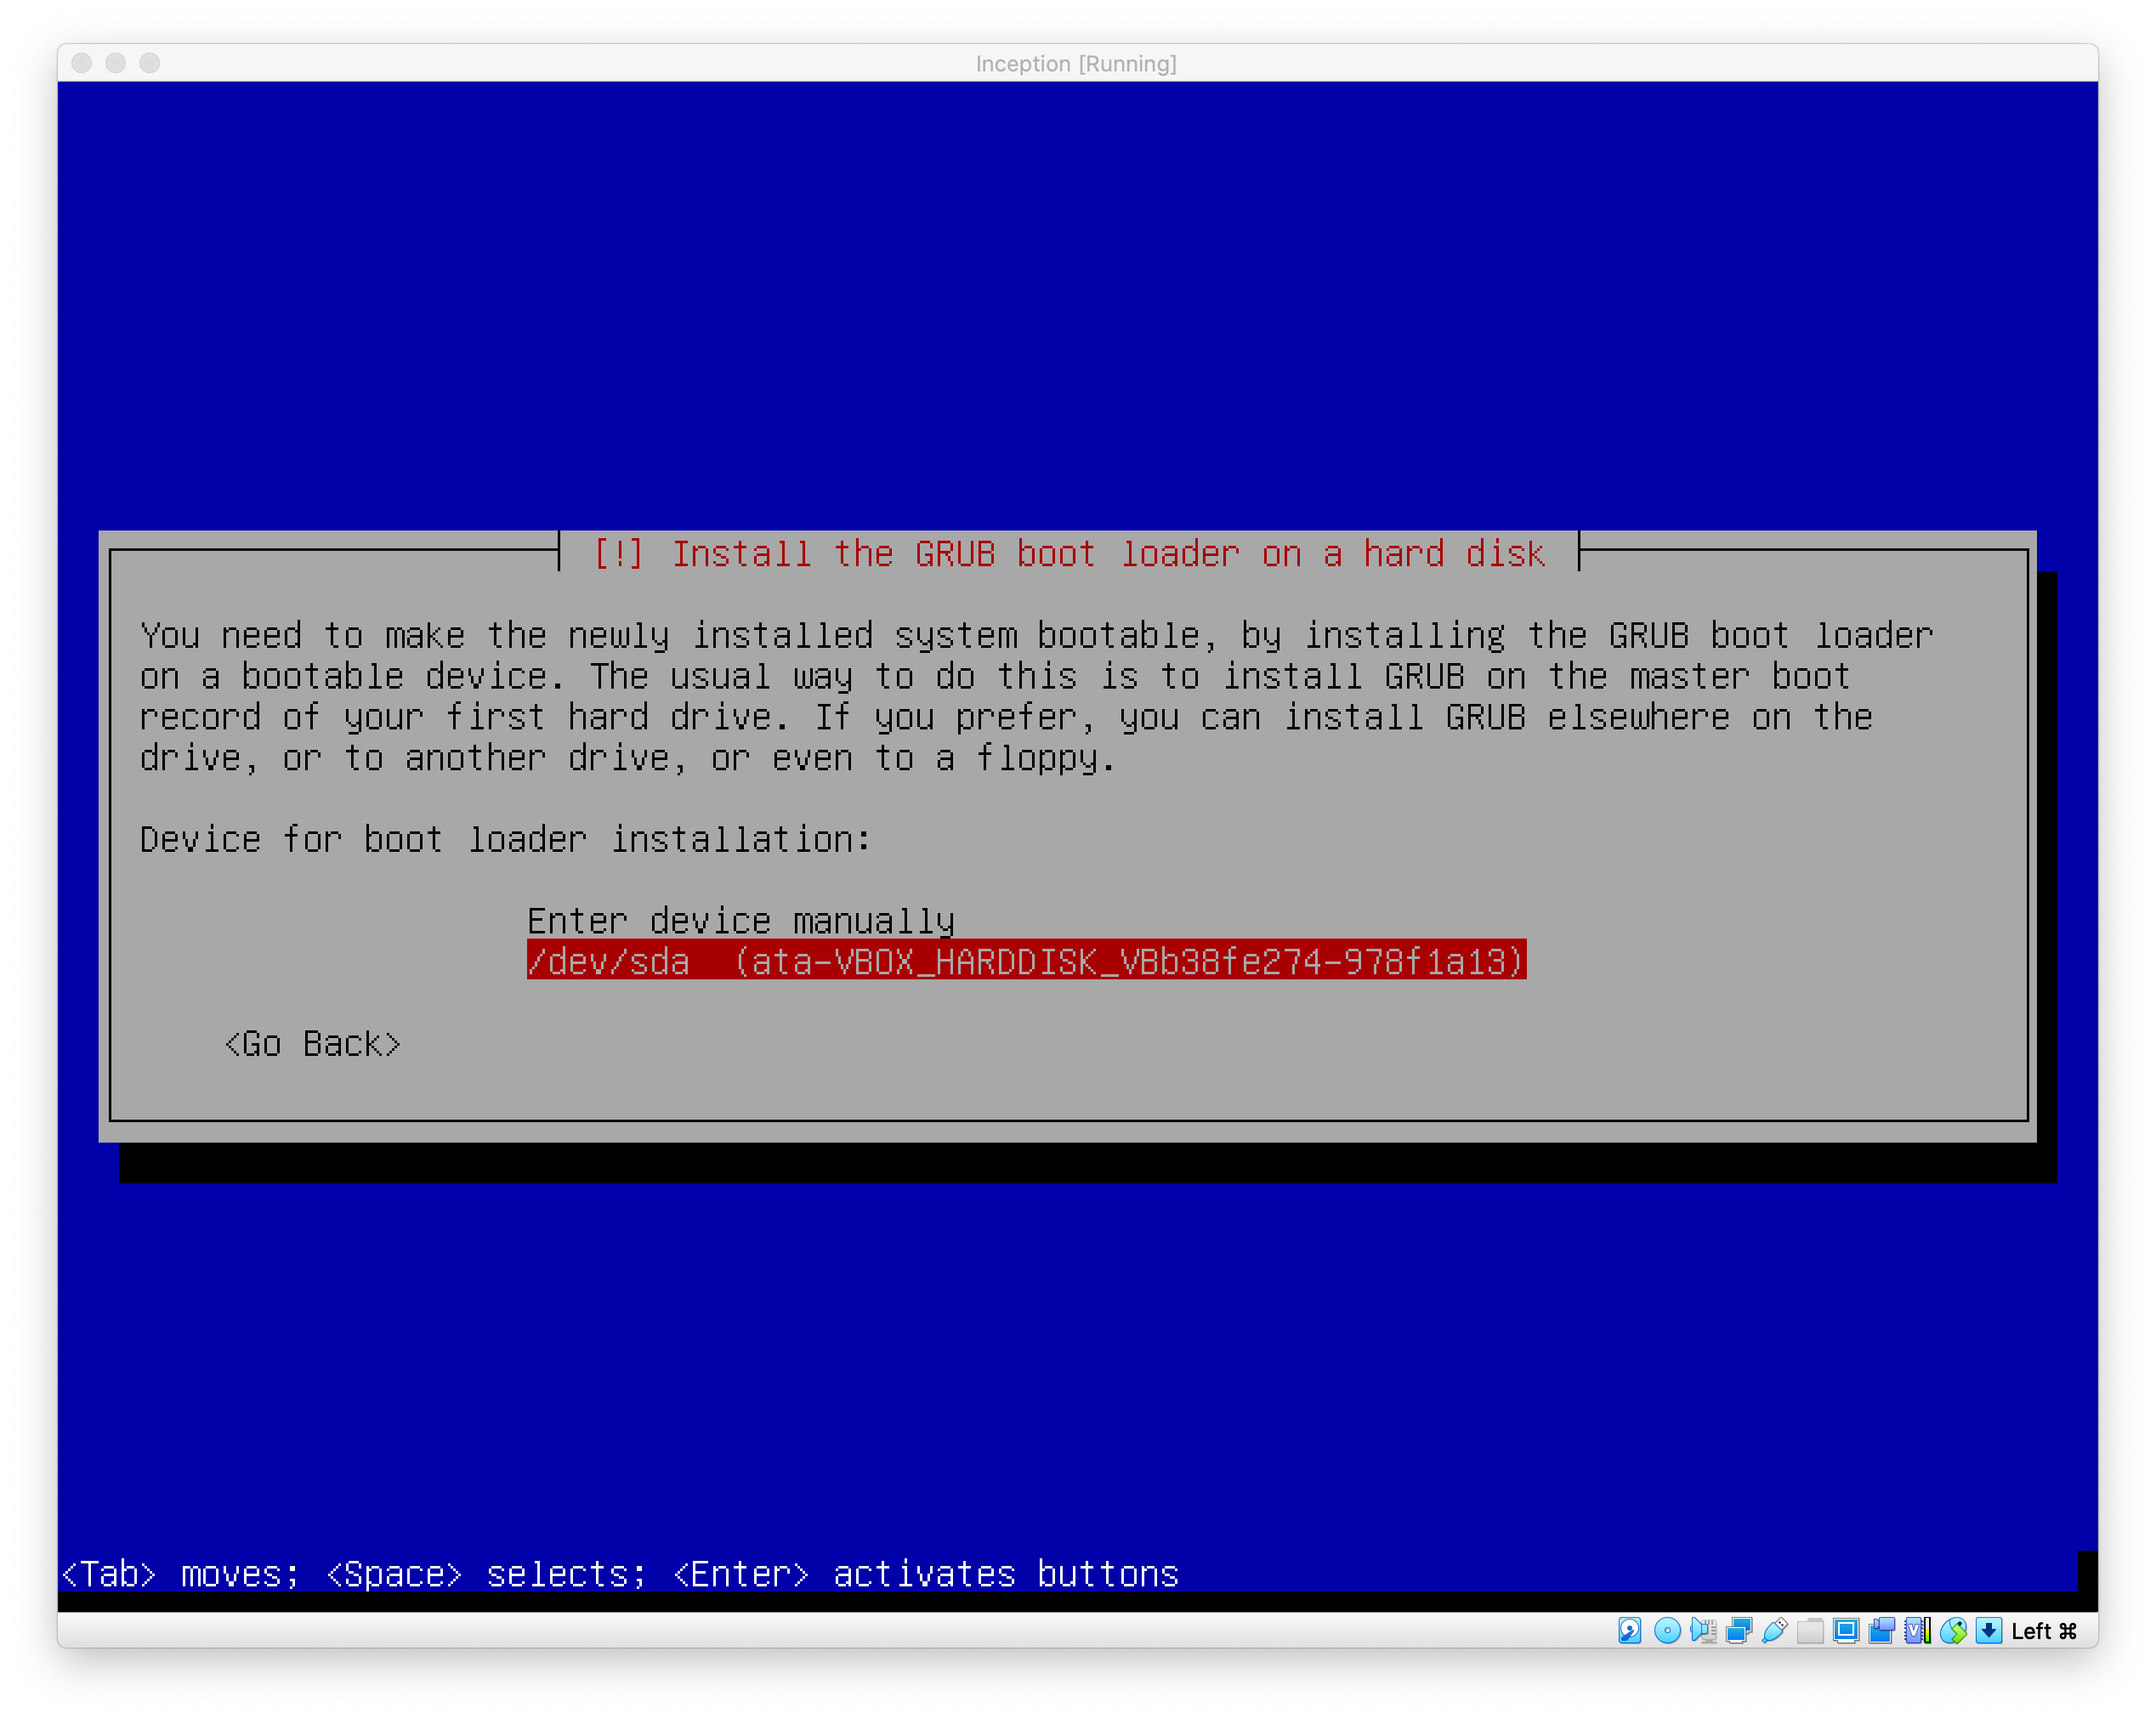 Inception [Running]
[!] Install the GRUB boot loader on a hard disk
You need to make the newly installed system bootable, by installing the GRUB boot loader
on a bootable device. The usual way to do this is to install GRUB on the master boot
record of your first hard drive. If you prefer, you can install GRUB elsewhere on the
drive, or to another drive, or even to a floppy.
Device for boot loader installation:
Enter device manually
/dev/sda  (ata-VBOX_HARDDISK_VBb38fe274-978f1a13)
<Go Back>
<Tab> moves; <Space> selects; <Enter> activates buttons
Left ⌘